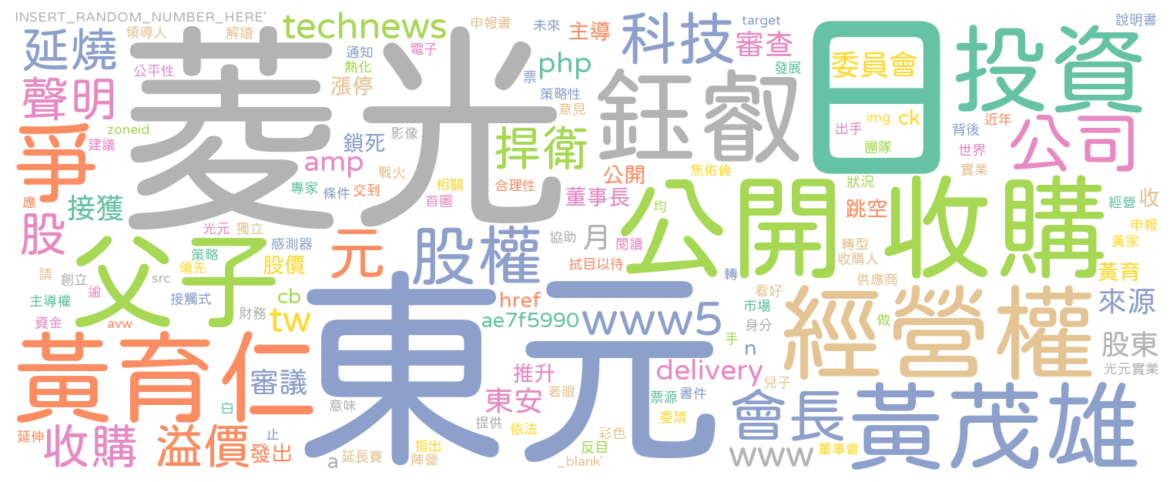 INSERT_RANDOM_NUMBER_HERE'
延燒
領導人
解讀
technews
申報書
未來
主導
科技
target
說明書
聲明
公平性
菱光
通知
熱化
漲停
電子
php
票
策略性
意見
審查
發展
鈺叡
日
委員會
投資
爭
zoneid
建議
鎖死
影像
捍衛
出手
img
ck
團隊
背後
近年
世界
實業
公司
amp
戰火
專家
條件
交到
相關
首圖
合理性
公開
董事長
焦佑倫
應
接獲
股
光元
獨立
感測器
元
股權
協助
月
閱讀
均
公開收購
狀況
跳空
經營
收
申報
黃家
轉型
收購人
父子
策略
領先
股價
拭目以待
請
創立
src
逾
主導權
接觸式
財務
cb
tw
href
ae7f5990
www5
轉
看好
供應商
黃育
市場
身分
做
經營權
來源
資金
avw
黃育仁
審議
東元
n
手
股東
光元實業
推升
delivery
兒子
東安
著眼
票源
書件
會長
黃茂雄
白
意味
提供
依法
委請
延伸
收購
溢價
發出
止
a
延長賽
陣營
指出
彩色
反目
_blank'
www
董事會